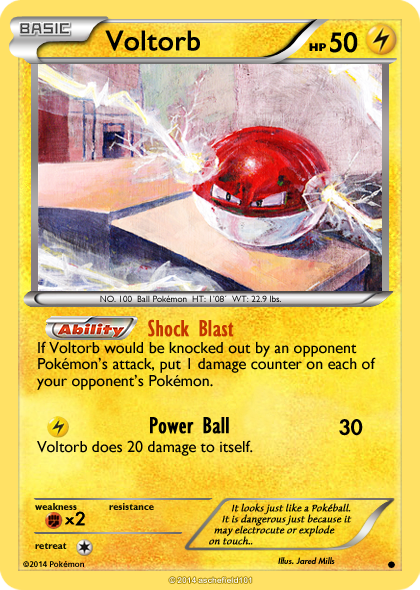 BASIC
Voltorb
HP 50
NO. 100 Ball Pokémon HT: 1'08' WT: 22.9 lbs.
Ability Shock Blast
If Voltorb would be knocked out by an opponent
Pokémon's attack, put 1 damage counter on each of
your opponent's Pokémon.
Power Ball 30
Voltorb does 20 damage to itself.
weakness resistance
×2
retreat
It looks just like a Pokéball.
It is dangerous just because it
may electrocute or explode
on touch..
©2014 Pokémon
Illus. Jared Mills
©2014 aschefield101